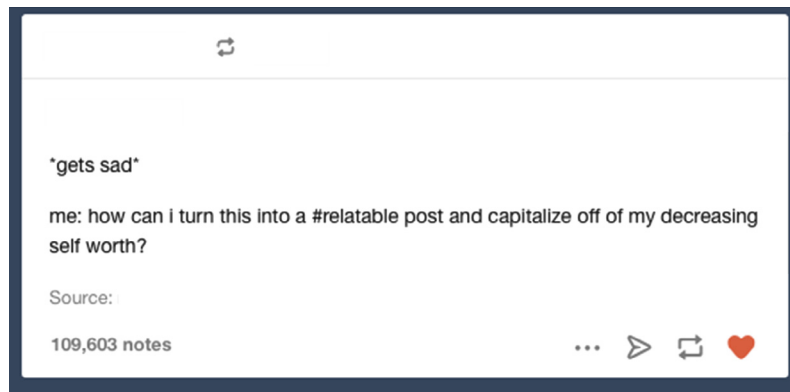 *gets sad*
me: how can i turn this into a #relatable post and capitalize off of my decreasing
self worth?
Source:
109,603 notes